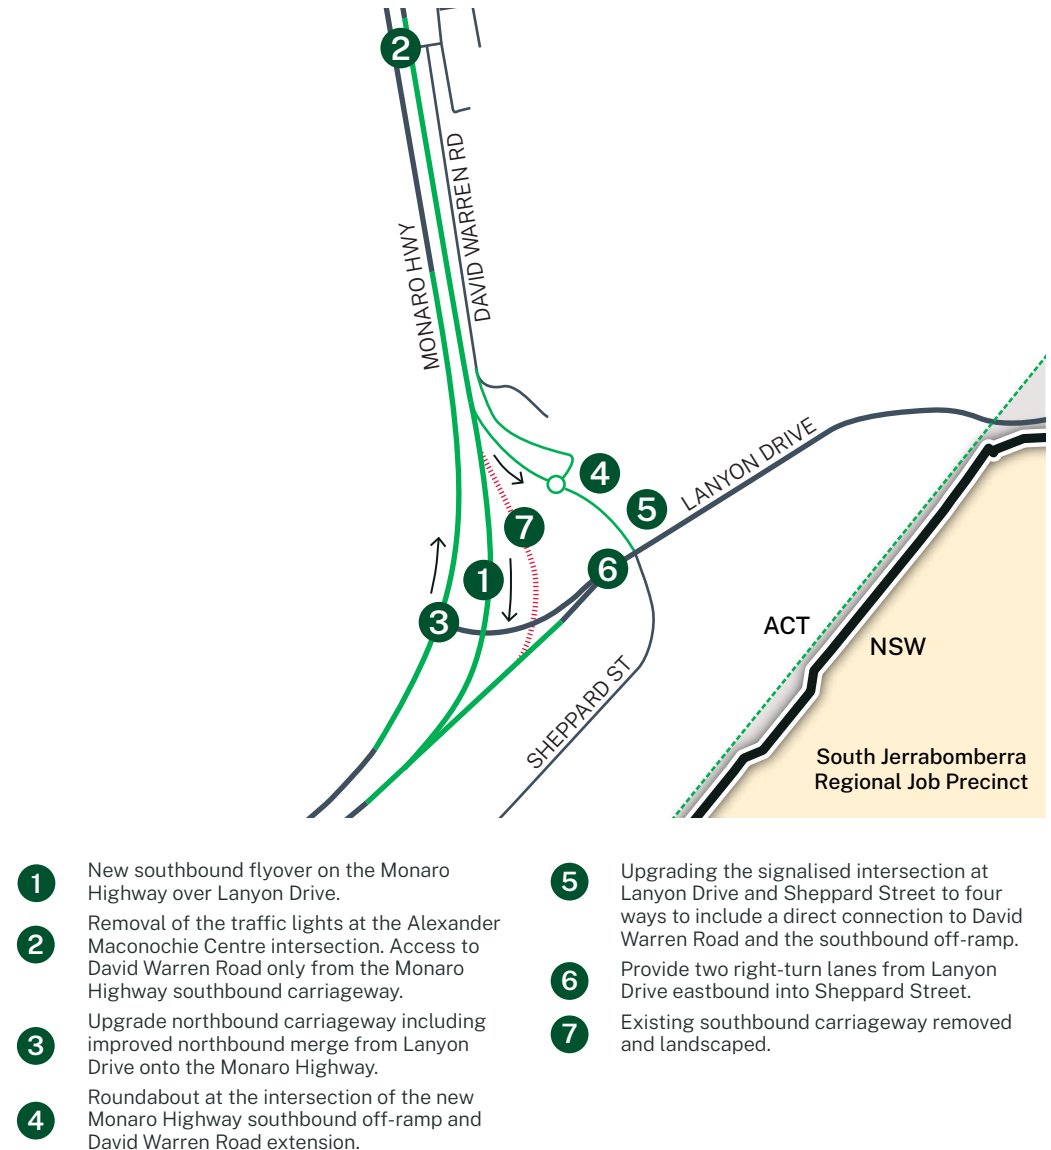 2
DAVID WARREN RD
MONARO HWY
4
LANYON DRIVE
5
7
6
1
3
ACT
NSW
SHEPPARD ST
South Jerrabomberra
Regional Job Precinct
1
New southbound flyover on the Monaro
Highway over Lanyon Drive.
2
Removal of the traffic lights at the Alexander
Maconochie Centre intersection. Access to
David Warren Road only from the Monaro
Highway southbound carriageway.
3
Upgrade northbound carriageway including
improved northbound merge from Lanyon
Drive onto the Monaro Highway.
4
Roundabout at the intersection of the new
Monaro Highway southbound off-ramp and
David Warren Road extension.
5
Upgrading the signalised intersection at
Lanyon Drive and Sheppard Street to four
ways to include a direct connection to David
Warren Road and the southbound off-ramp.
6
Provide two right-turn lanes from Lanyon
Drive eastbound into Sheppard Street.
7
Existing southbound carriageway removed
and landscaped.